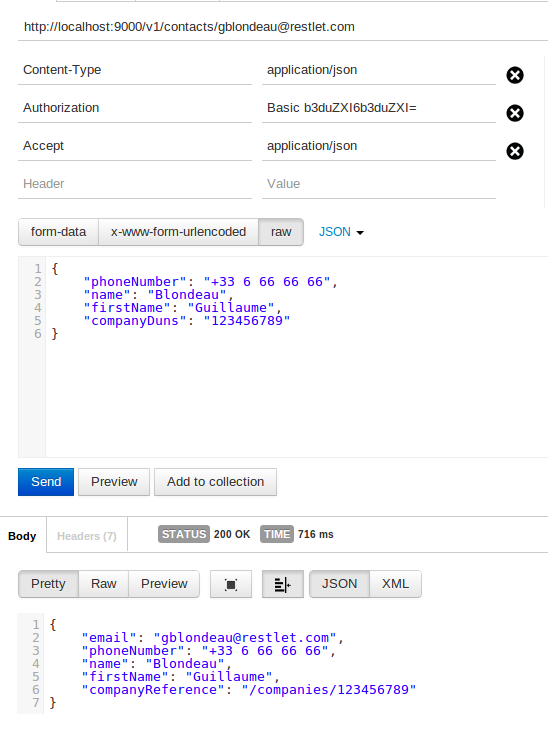 http://localhost:9000/v1/contacts/gblondeau@restlet.com
Content-Type application/json
Authorization Basic b3duZXI6b3duZXI=
Accept application/json
Header Value
form-data x-www-form-urlencoded raw JSON
1 {
2 "phoneNumber": "+33 6 66 66 66",
3 "name": "Blondeau",
4 "firstName": "Guillaume",
5 "companyDuns": "123456789"
6 }
Send Preview Add to collection
Body Headers (7) STATUS 200 OK TIME 716 ms
Pretty Raw Preview JSON XML
1 {
2 "email": "gblondeau@restlet.com",
3 "phoneNumber": "+33 6 66 66 66",
4 "name": "Blondeau",
5 "firstName": "Guillaume",
6 "companyReference": "/companies/123456789"
7 }